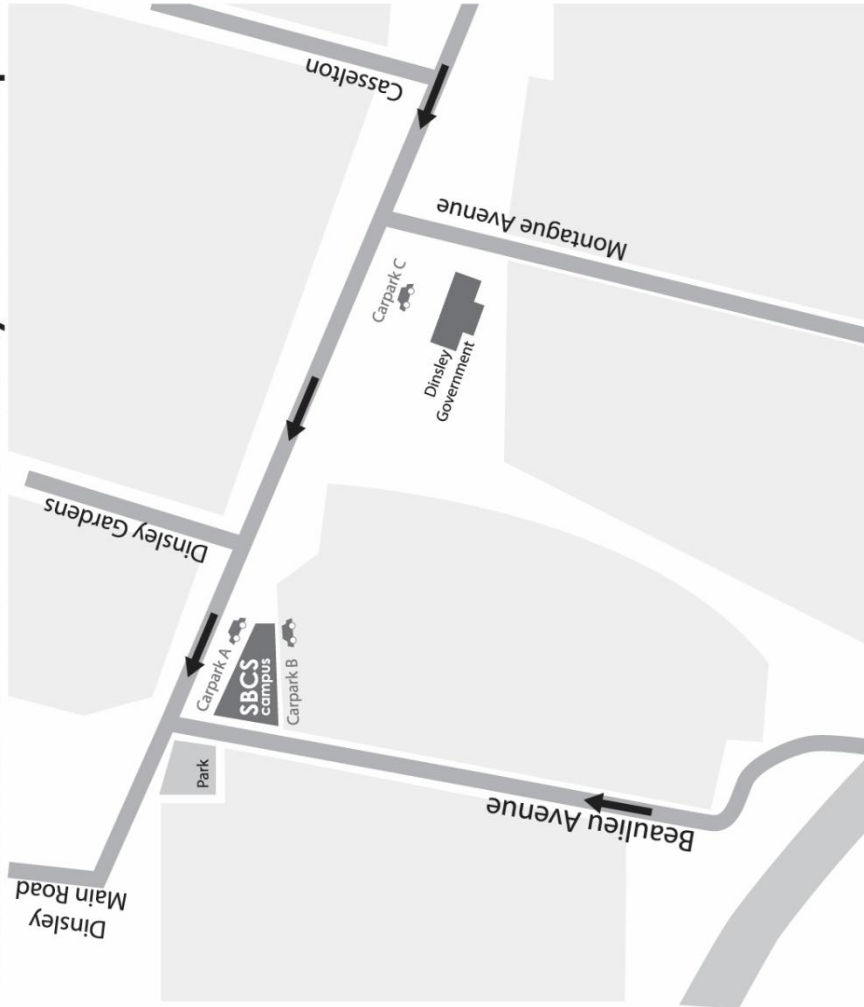 Casselton
Montague Avenue
Carpark C
Dinsley
Government
Dinsley Gardens
Carpark A
SBCS
campus
Carpark B
Park
Beaulieu Avenue
Dinsley
Main Road